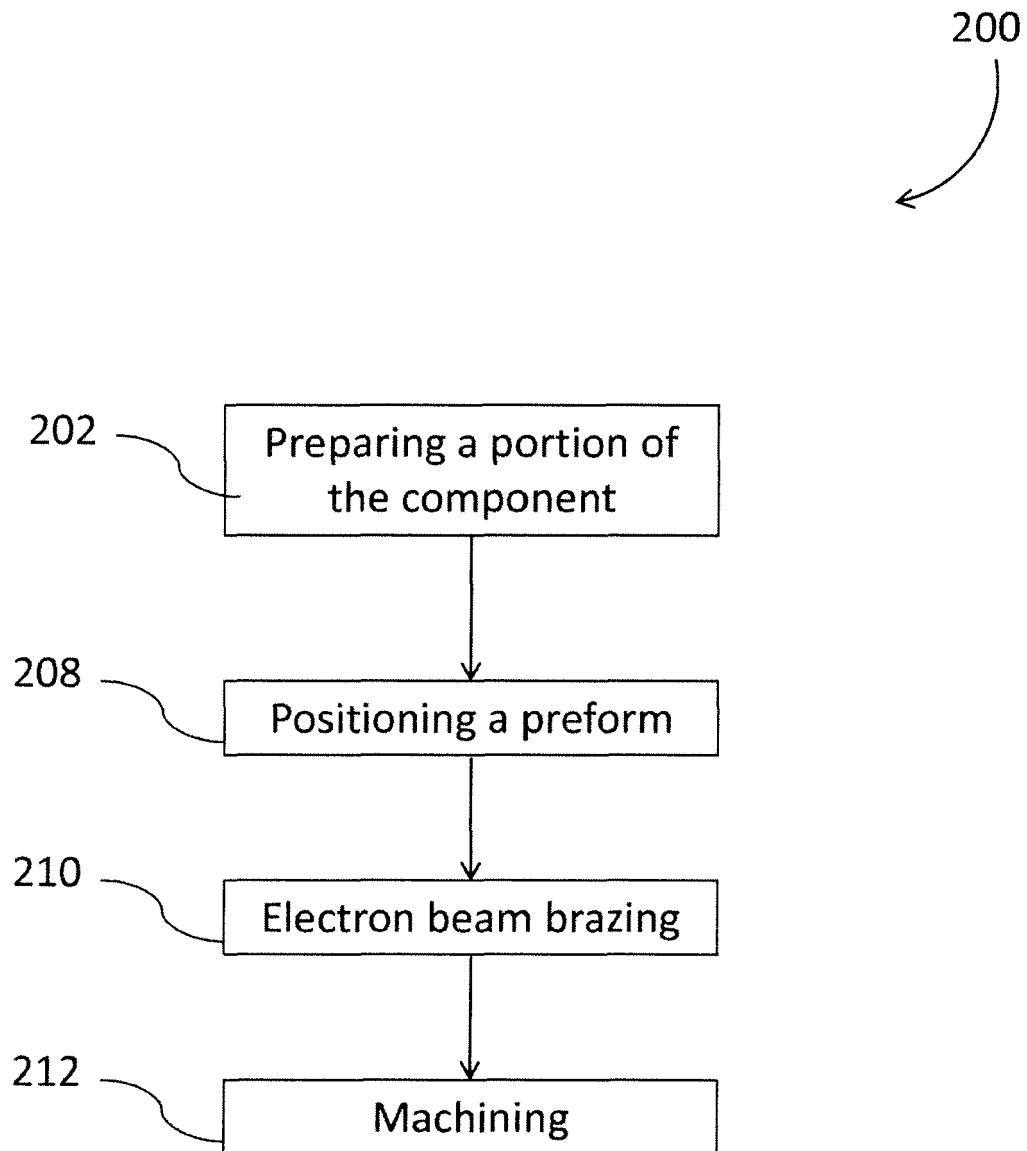 200
202
Preparing a portion of
the component
208
Positioning a preform
210
Electron beam brazing
212
Machining